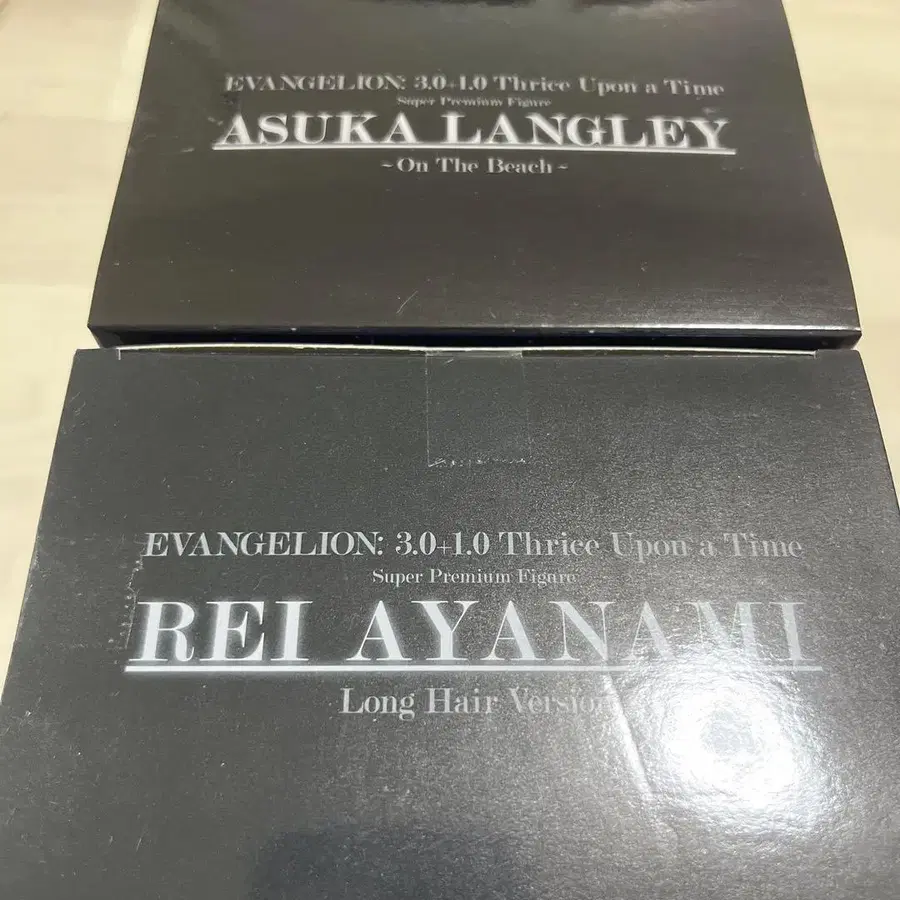 EVANGELION: 3.0+1.0 Thrice Upon a Time
Super Premium Figure
ASUKA LANGLEY
~On The Beach~
EVANGELION: 3.0+1.0 Thrice Upon a Time
Super Premium Figure
REI AYANAMI
Long Hair Version